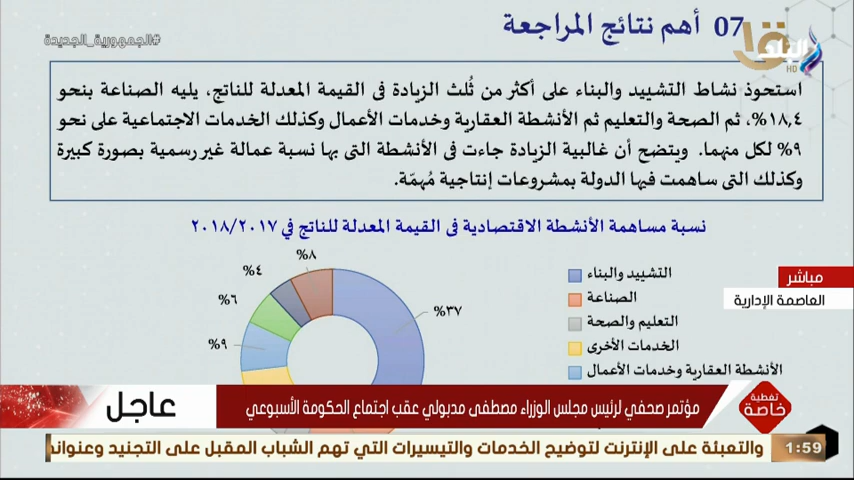 #الجمهورية_الجديدة
07 أهم نتائج المراجعة
HD
استحوذ نشاط التشييد والبناء على أكثر من ثُلث الزيادة فى القيمة المعدلة للناتج، يليه الصناعة بنحو
١٨,٤%، ثم الصحة والتعليم ثم الأنشطة العقارية وخدمات الأعمال وكذلك الخدمات الاجتماعية على نحو
٩% لكل منهما. ويتضح أن غالبية الزيادة جاءت فى الأنشطة التى بها نسبة عمالة غير رسمية بصورة كبيرة
وكذلك التى ساهمت فيها الدولة بمشروعات إنتاجية مُهمّة.
نسبة مساهمة الأنشطة الاقتصادية فى القيمة المعدلة للناتج في ٢٠١٨/٢٠١٧
%٨
%٤
%٦
%٩
%٣٧
التشييد والبناء
الصناعة
التعليم والصحة
الخدمات الأخرى
الأنشطة العقارية وخدمات الأعمال
مباشر
العاصمة الإدارية
تغطية
خاصة
مؤتمر صحفي لرئيس مجلس الوزراء مصطفى مدبولي عقب اجتماع الحكومة الأسبوعي
عاجل
1:59
والتعبئة على الإنترنت لتوضيح الخدمات والتيسيرات التي تهم الشباب المقبل على التجنيد